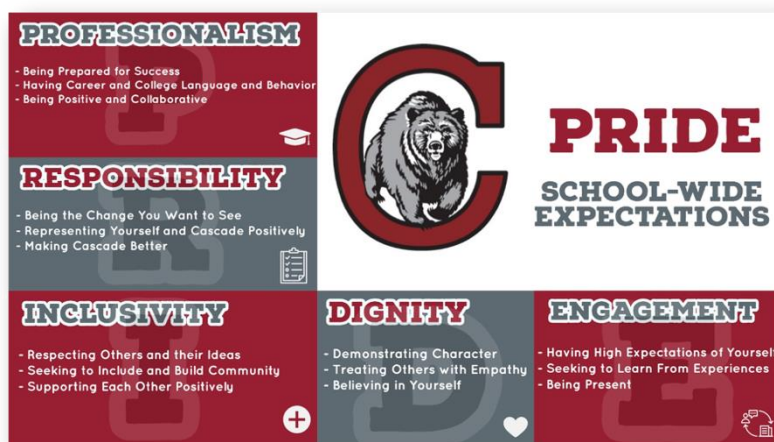 PROFESSIONALISM
- Being Prepared for Success
- Having Career and College Language and Behavior
- Being Positive and Collaborative
C
PRIDE
SCHOOL-WIDE
EXPECTATIONS
RESPONSIBILITY
- Being the Change You Want to See
- Representing Yourself and Cascade Positively
- Making Cascade Better
INCLUSIVITY
- Respecting Others and their Ideas
- Seeking to Include and Build Community
- Supporting Each Other Positively
DIGNITY
- Demonstrating Character
- Treating Others with Empathy
- Believing in Yourself
ENGAGEMENT
- Having High Expectations of Yourself
- Seeking to Learn From Experiences
- Being Present